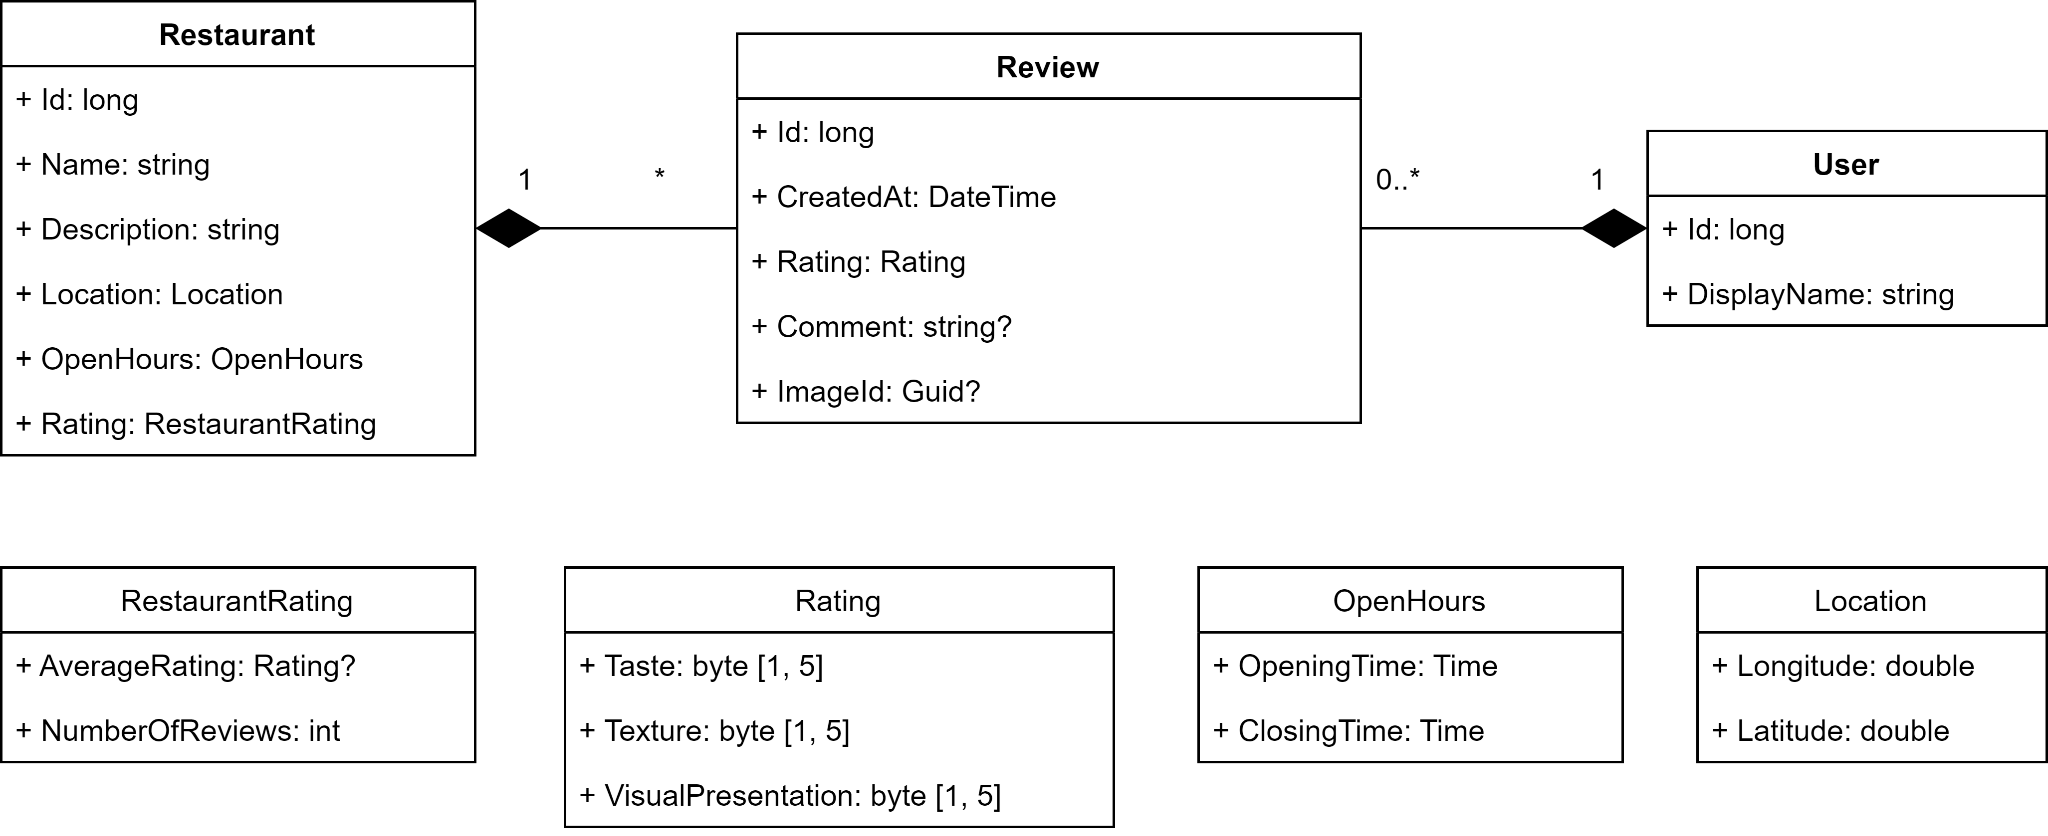 Restaurant
+ Id: long
+ Name: string
+ Description: string
+ Location: Location
+ OpenHours: OpenHours
+ Rating: RestaurantRating
1
*
Review
+ Id: long
+ CreatedAt: DateTime
+ Rating: Rating
+ Comment: string?
+ ImageId: Guid?
0..*
1
User
+ Id: long
+ DisplayName: string
RestaurantRating
+ AverageRating: Rating?
+ NumberOfReviews: int
Rating
+ Taste: byte [1, 5]
+ Texture: byte [1, 5]
+ VisualPresentation: byte [1, 5]
OpenHours
+ OpeningTime: Time
+ ClosingTime: Time
Location
+ Longitude: double
+ Latitude: double